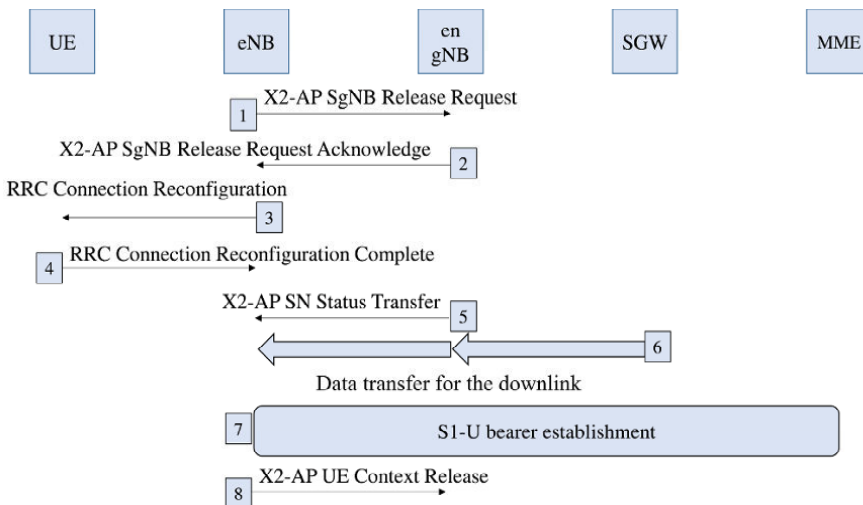 UE
eNB
en
gNB
SGW
MME
1
X2-AP SgNB Release Request
X2-AP SgNB Release Request Acknowledge
2
RRC Connection Reconfiguration
3
4
RRC Connection Reconfiguration Complete
X2-AP SN Status Transfer
5
6
Data transfer for the downlink
7
S1-U bearer establishment
8
X2-AP UE Context Release